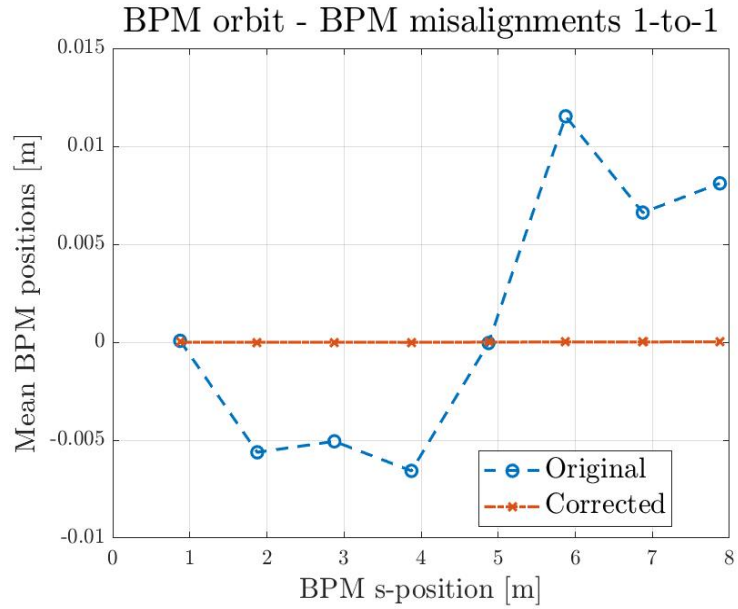 BPM orbit - BPM misalignments 1-to-1
0.015
0.01
0.005
0
-0.005
-0.01
Mean BPM positions [m]
Original
Corrected
0 1 2 3 4 5 6 7 8
BPM s-position [m]